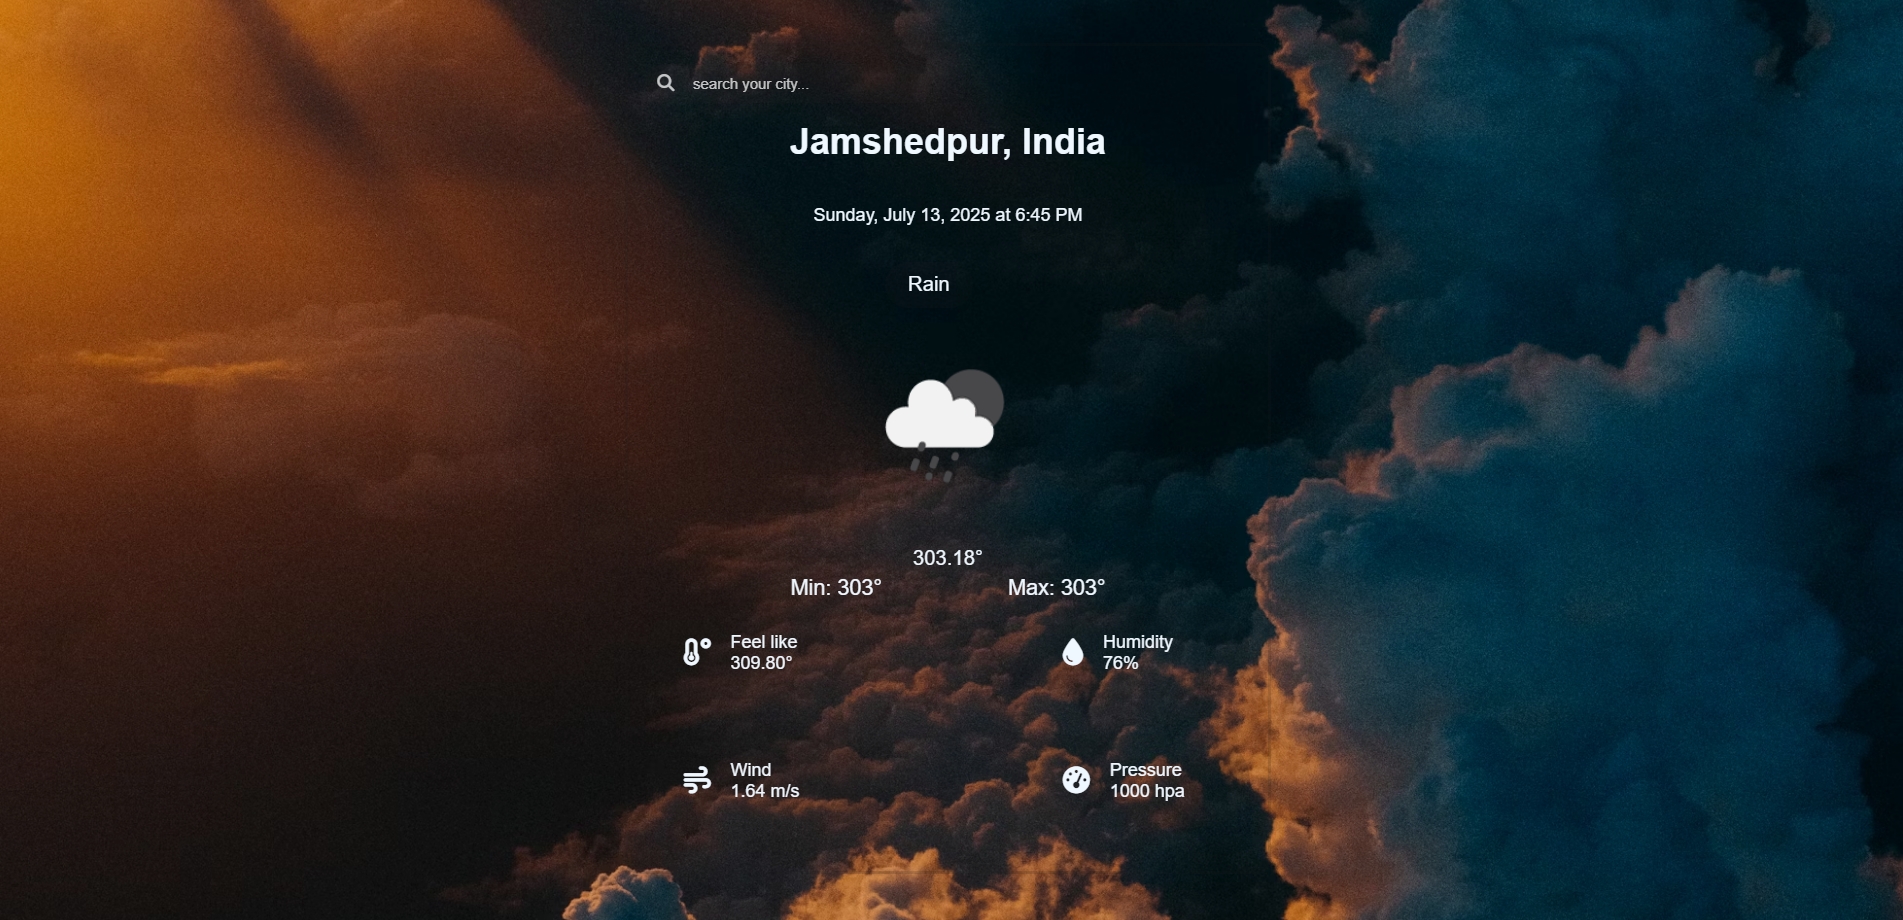 search your city...
Jamshedpur, India
Sunday, July 13, 2025 at 6:45 PM
Rain
303.18°
Min: 303° Max: 303°
Feel like
309.80°
Humidity
76%
Wind
1.64 m/s
Pressure
1000 hpa